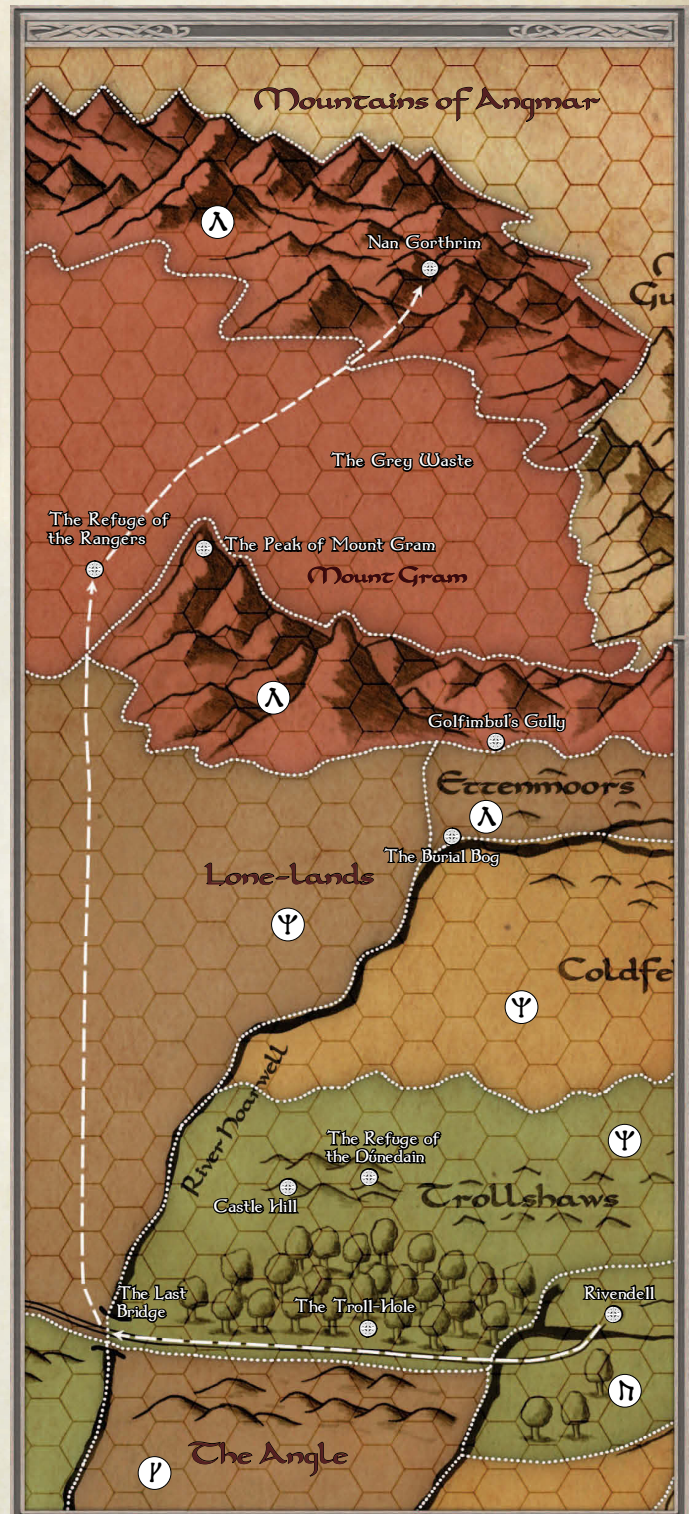 Mountains of Angmar
Nan Gorthrim
Gu
The Grey Waste
The Refuge of
the Rangers
The Peak of Mount Gram
Mount Gram
Golfimbul's Gully
Ettenmoors
The Burial Bog
Lone-lands
Coldfe
River Hoarwell
The Refuge of
the Dúnedain
Castle Hill
Trollshaws
The Last
Bridge
The Troll-Hole
Rivendell
The Angle